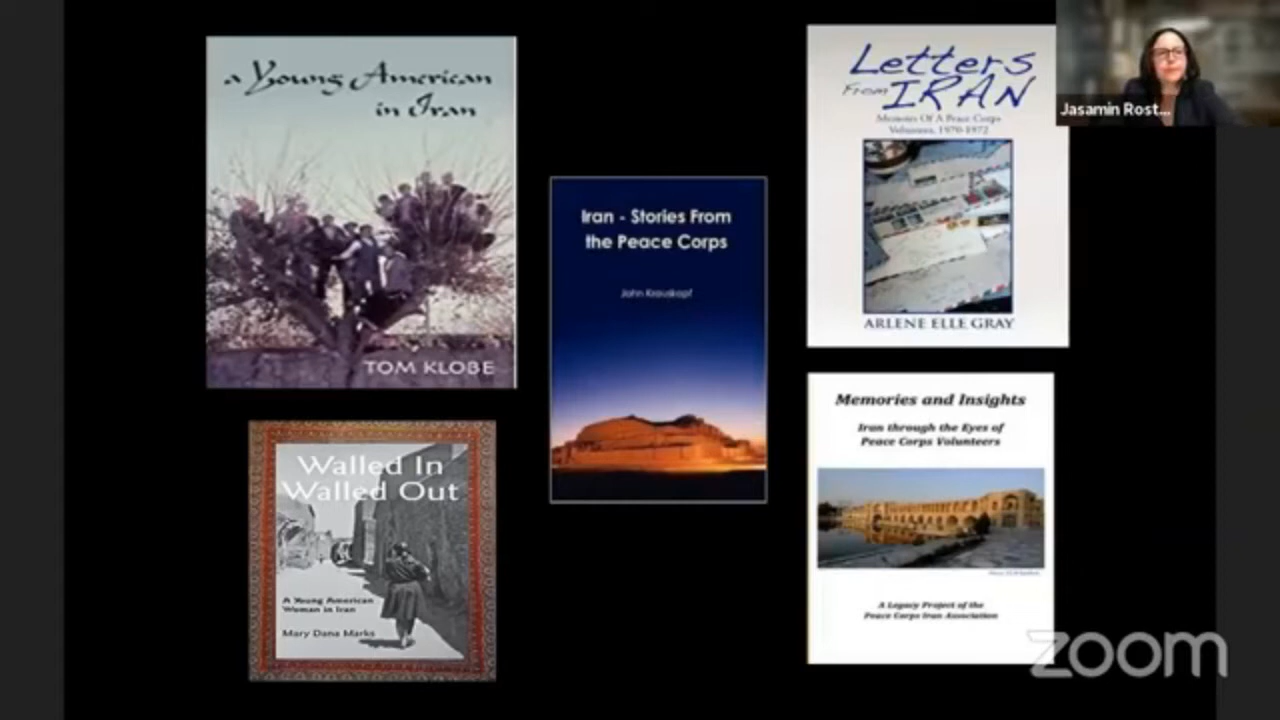 a Young American
in Iran
TOM KLOBE
Letters
From IRAN
Memoirs Of A Peace Corps
Volunteer, 1970-1972
ARLENE ELLE GRAY
Jasamin Rost...
Iran - Stories From
the Peace Corps
John Krauskopf
Walled In
Walled Out
A Young American
Woman in Iran
Mary Dana Marks
Memories and Insights
Iran through the Eyes of
Peace Corps Volunteers
A Legacy Project of the
Peace Corps Iran Association
zoom